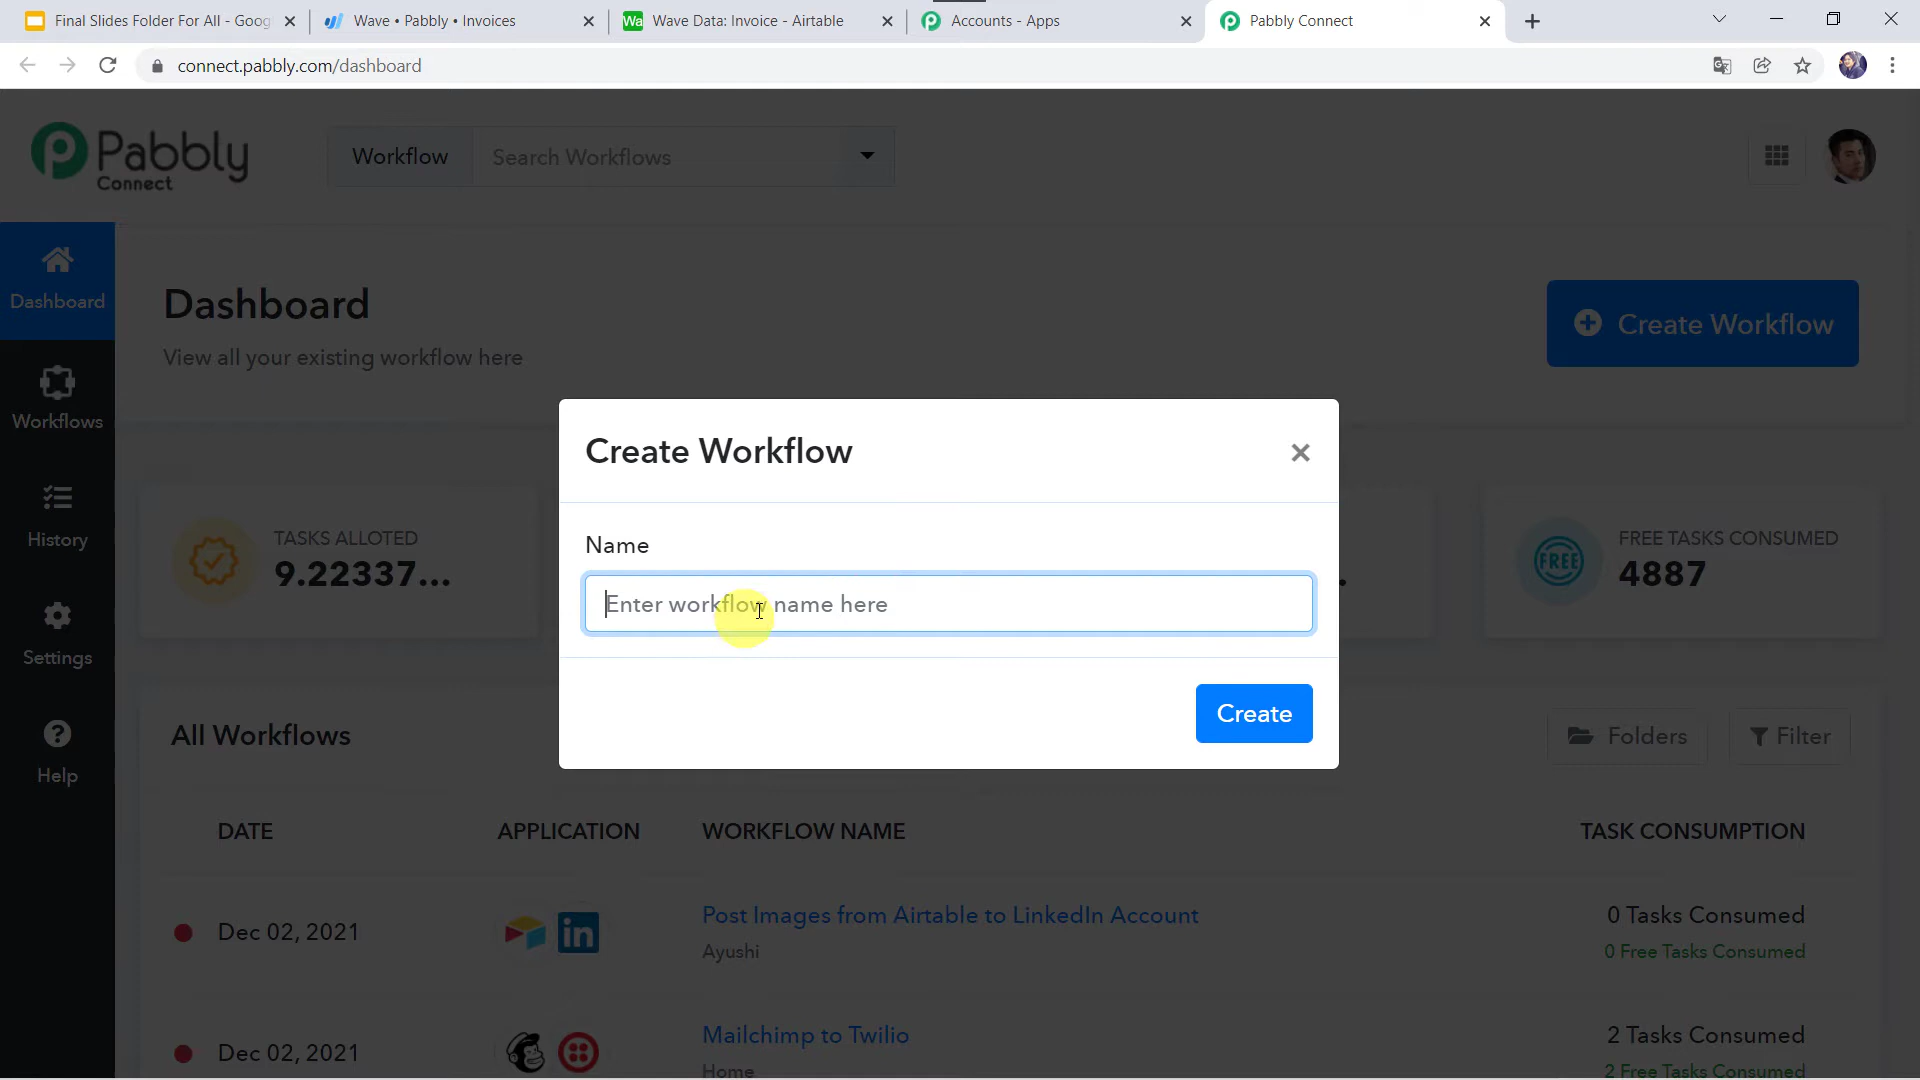 Final Slides Folder For All - Goog
Wave • Pabbly • Invoices
Wa
Wave Data: Invoice - Airtable
Accounts - Apps
Pabbly Connect
connect.pabbly.com/dashboard
Pabbly
Connect
Workflow
Search Workflows
Dashboard
Workflows
History
Settings
Help
Dashboard
View all your existing workflow here
Create Workflow
TASKS ALLOTED
9.22337...
FREE
FREE TASKS CONSUMED
4887
Create Workflow
Name
Enter workflow name here
Create
All Workflows
Folders
Filter
DATE
APPLICATION
WORKFLOW NAME
TASK CONSUMPTION
Dec 02, 2021
in
Post Images from Airtable to LinkedIn Account
Ayushi
0 Tasks Consumed
0 Free Tasks Consumed
Dec 02, 2021
Mailchimp to Twilio
Home
2 Tasks Consumed
2 Free Tasks Consumed